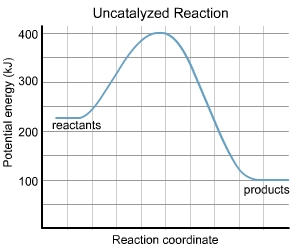 Uncatalyzed Reaction
Potential energy (kJ)
400
300
200
100
reactants
products
Reaction coordinate